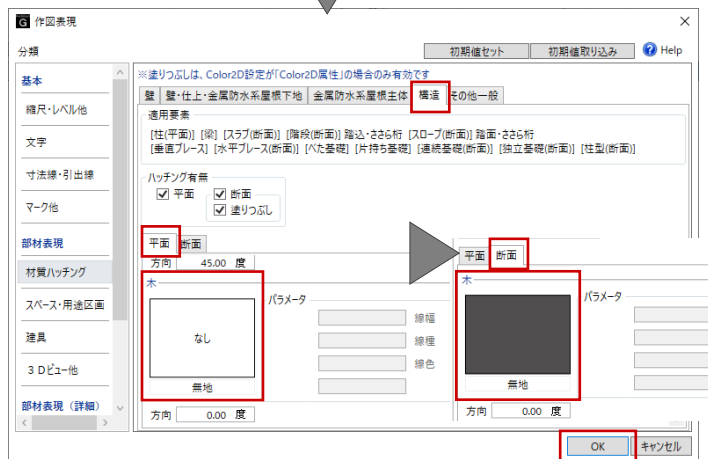 G 作図表現 ×
分類 初期値セット 初期値取り込み ? Help
基本
縮尺・レベル他
文字
寸法線・引出線
マーク他
部材表現
材質ハッチング
スペース・用途区画
建具
3 Dビュー他
部材表現（詳細）
※塗りつぶしは、Color2D設定が「Color2D属性」の場合のみ有効です
壁 壁・仕上・金属防水系屋根下地 金属防水系屋根主体 構造 その他一般
適用要素
[柱(平面)] [梁] [スラブ(断面)] [階段(断面)] 踏込・ささら桁 [スロープ(断面)] 踏面・ささら桁
[垂直ブレース] [水平ブレース(断面)] [べた基礎] [片持ち基礎] [連続基礎(断面)] [独立基礎(断面)] [柱型(断面)]
ハッチング有無
平面 断面
塗りつぶし
平面 断面
方向 45.00 度
木
なし
無地
パラメータ
線幅
線種
線色
方向 0.00 度
平面 断面
木
無地
パラメータ
方向 0.00 度
OK キャンセル